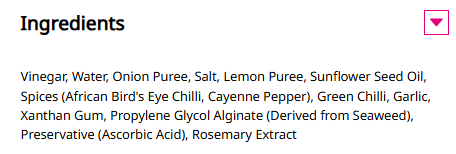 Ingredients
Vinegar, Water, Onion Puree, Salt, Lemon Puree, Sunflower Seed Oil,
Spices (African Bird's Eye Chilli, Cayenne Pepper), Green Chilli, Garlic,
Xanthan Gum, Propylene Glycol Alginate (Derived from Seaweed),
Preservative (Ascorbic Acid), Rosemary Extract